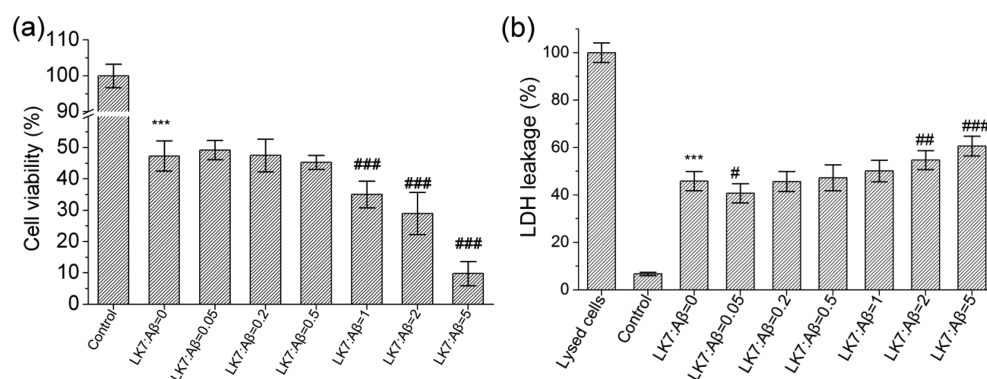 (a)
Cell viability (%)
110
100
90
50
40
30
20
10
0
***
###
###
###
Control
LK7:Aβ=0
LK7:Aβ=0.05
LK7:Aβ=0.2
LK7:Aβ=0.5
LK7:Aβ=1
LK7:Aβ=2
LK7:Aβ=5
(b)
LDH leakage (%)
100
80
60
40
20
0
***
#
##
###
Lysed cells
Control
LK7:Aβ=0
LK7:Aβ=0.05
LK7:Aβ=0.2
LK7:Aβ=0.5
LK7:Aβ=1
LK7:Aβ=2
LK7:Aβ=5